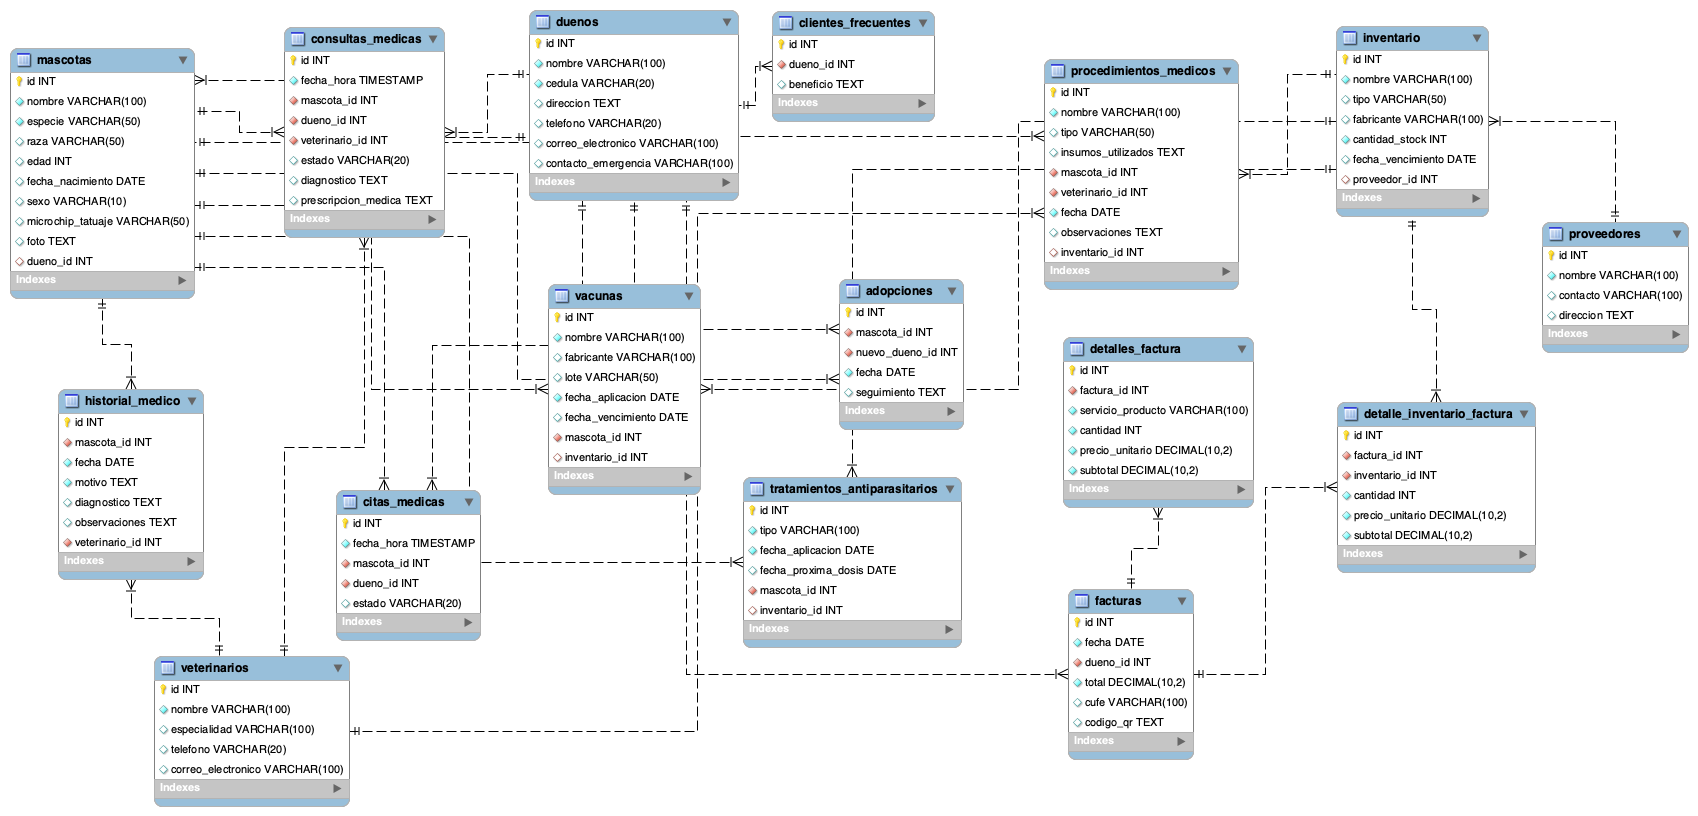 mascotas
id INT
nombre VARCHAR(100)
especie VARCHAR(50)
raza VARCHAR(50)
edad INT
fecha_nacimiento DATE
sexo VARCHAR(10)
microchip_tatuaje VARCHAR(50)
foto TEXT
dueno_id INT
Indexes
consultas_medicas
id INT
fecha_hora TIMESTAMP
mascota_id INT
dueno_id INT
veterinario_id INT
estado VARCHAR(20)
diagnostico TEXT
prescripcion_medica TEXT
Indexes
duenos
id INT
nombre VARCHAR(100)
cedula VARCHAR(20)
direccion TEXT
telefono VARCHAR(20)
correo_electronico VARCHAR(100)
contacto_emergencia VARCHAR(100)
Indexes
clientes_frecuentes
id INT
dueno_id INT
beneficio TEXT
Indexes
procedimientos_medicos
id INT
nombre VARCHAR(100)
tipo VARCHAR(50)
insumos_utilizados TEXT
mascota_id INT
veterinario_id INT
fecha DATE
observaciones TEXT
inventario_id INT
Indexes
inventario
id INT
nombre VARCHAR(100)
tipo VARCHAR(50)
fabricante VARCHAR(100)
cantidad_stock INT
fecha_vencimiento DATE
proveedor_id INT
Indexes
proveedores
id INT
nombre VARCHAR(100)
contacto VARCHAR(100)
direccion TEXT
Indexes
vacunas
id INT
nombre VARCHAR(100)
fabricante VARCHAR(100)
lote VARCHAR(50)
fecha_aplicacion DATE
fecha_vencimiento DATE
mascota_id INT
inventario_id INT
Indexes
adopciones
id INT
mascota_id INT
nuevo_dueno_id INT
fecha DATE
seguimiento TEXT
Indexes
detalles_factura
id INT
factura_id INT
servicio_producto VARCHAR(100)
cantidad INT
precio_unitario DECIMAL(10,2)
subtotal DECIMAL(10,2)
Indexes
detalle_inventario_factura
id INT
factura_id INT
inventario_id INT
cantidad INT
precio_unitario DECIMAL(10,2)
subtotal DECIMAL(10,2)
Indexes
historial_medico
id INT
mascota_id INT
fecha DATE
motivo TEXT
diagnostico TEXT
observaciones TEXT
veterinario_id INT
Indexes
citas_medicas
id INT
fecha_hora TIMESTAMP
mascota_id INT
dueno_id INT
estado VARCHAR(20)
Indexes
tratamientos_antiparasitarios
id INT
tipo VARCHAR(100)
fecha_aplicacion DATE
fecha_proxima_dosis DATE
mascota_id INT
inventario_id INT
Indexes
facturas
id INT
fecha DATE
dueno_id INT
total DECIMAL(10,2)
cufe VARCHAR(100)
codigo_qr TEXT
Indexes
veterinarios
id INT
nombre VARCHAR(100)
especialidad VARCHAR(100)
telefono VARCHAR(20)
correo_electronico VARCHAR(100)
Indexes